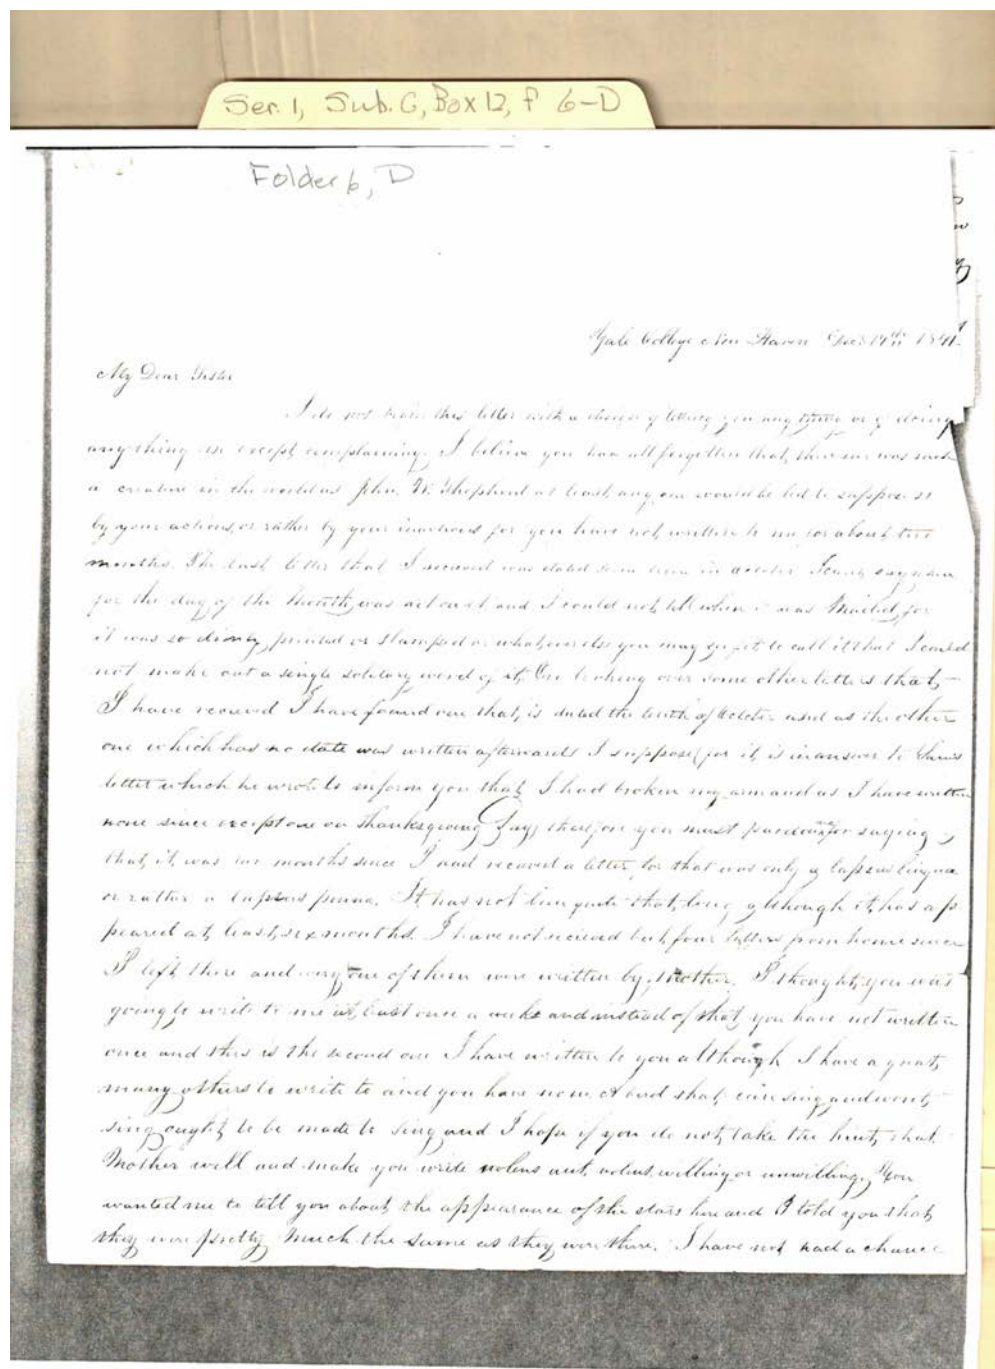 Ser. 1, Sub. G, Box 12, f 6-D
Folder 6, D
Yale College New Haven Dec. 1841
My Dear Sister
I do not begin this letter with a design of telling you any thing or of doing
anything in except complaining. I believe you have all forgotten that there ever was such
a creature in the world as John. W. Shepherd at least, any one would be led to suppose so
by your actions, or rather by your inactions for you have not, written to me for about two
months. The last, letter that I received was dated some time in October I can't say when
for the day of the Month, was not on it, and I could not, tell when it was Mailed, for
it was so dimly, printed or stamped or whatever else you may see fit, to call it that I could
not make out a single solitary word of it, On looking over some other letters that,
I have recieved I have found one that, is dated the tenth of October and as the other
one which has no date was written afterwards I suppose, for it, is in answer to Sam's
letter which he wrote to inform you that, I had broken my arm and as I have written
none since except one on thanksgiving Day, therefore you must pardon me for saying
that, it, was two months since I had recieved a letter, for that was only a lapsus linguae
or rather a lapsus penna. It has not been quite that, long although it, has ap-
peared at, least, six months. I have not recieved but, four letters from home since
I left, there and every one of them were written by, Mother. I thought, you was
going to write to me at, least once a week and instead of that, you have not written
once and this is the second one I have written to you although I have a great,
many others to write to and you have none. A bird that, can sing and wont,
sing ought, to be made to sing and I hope if you do not, take the hint, that
Mother will and make you write nolens aut, volens, willing or unwilling. You
wanted me to tell you about, the appearance of the stars here and I told you that,
they were pretty much the same as they were there. I have not had a chance